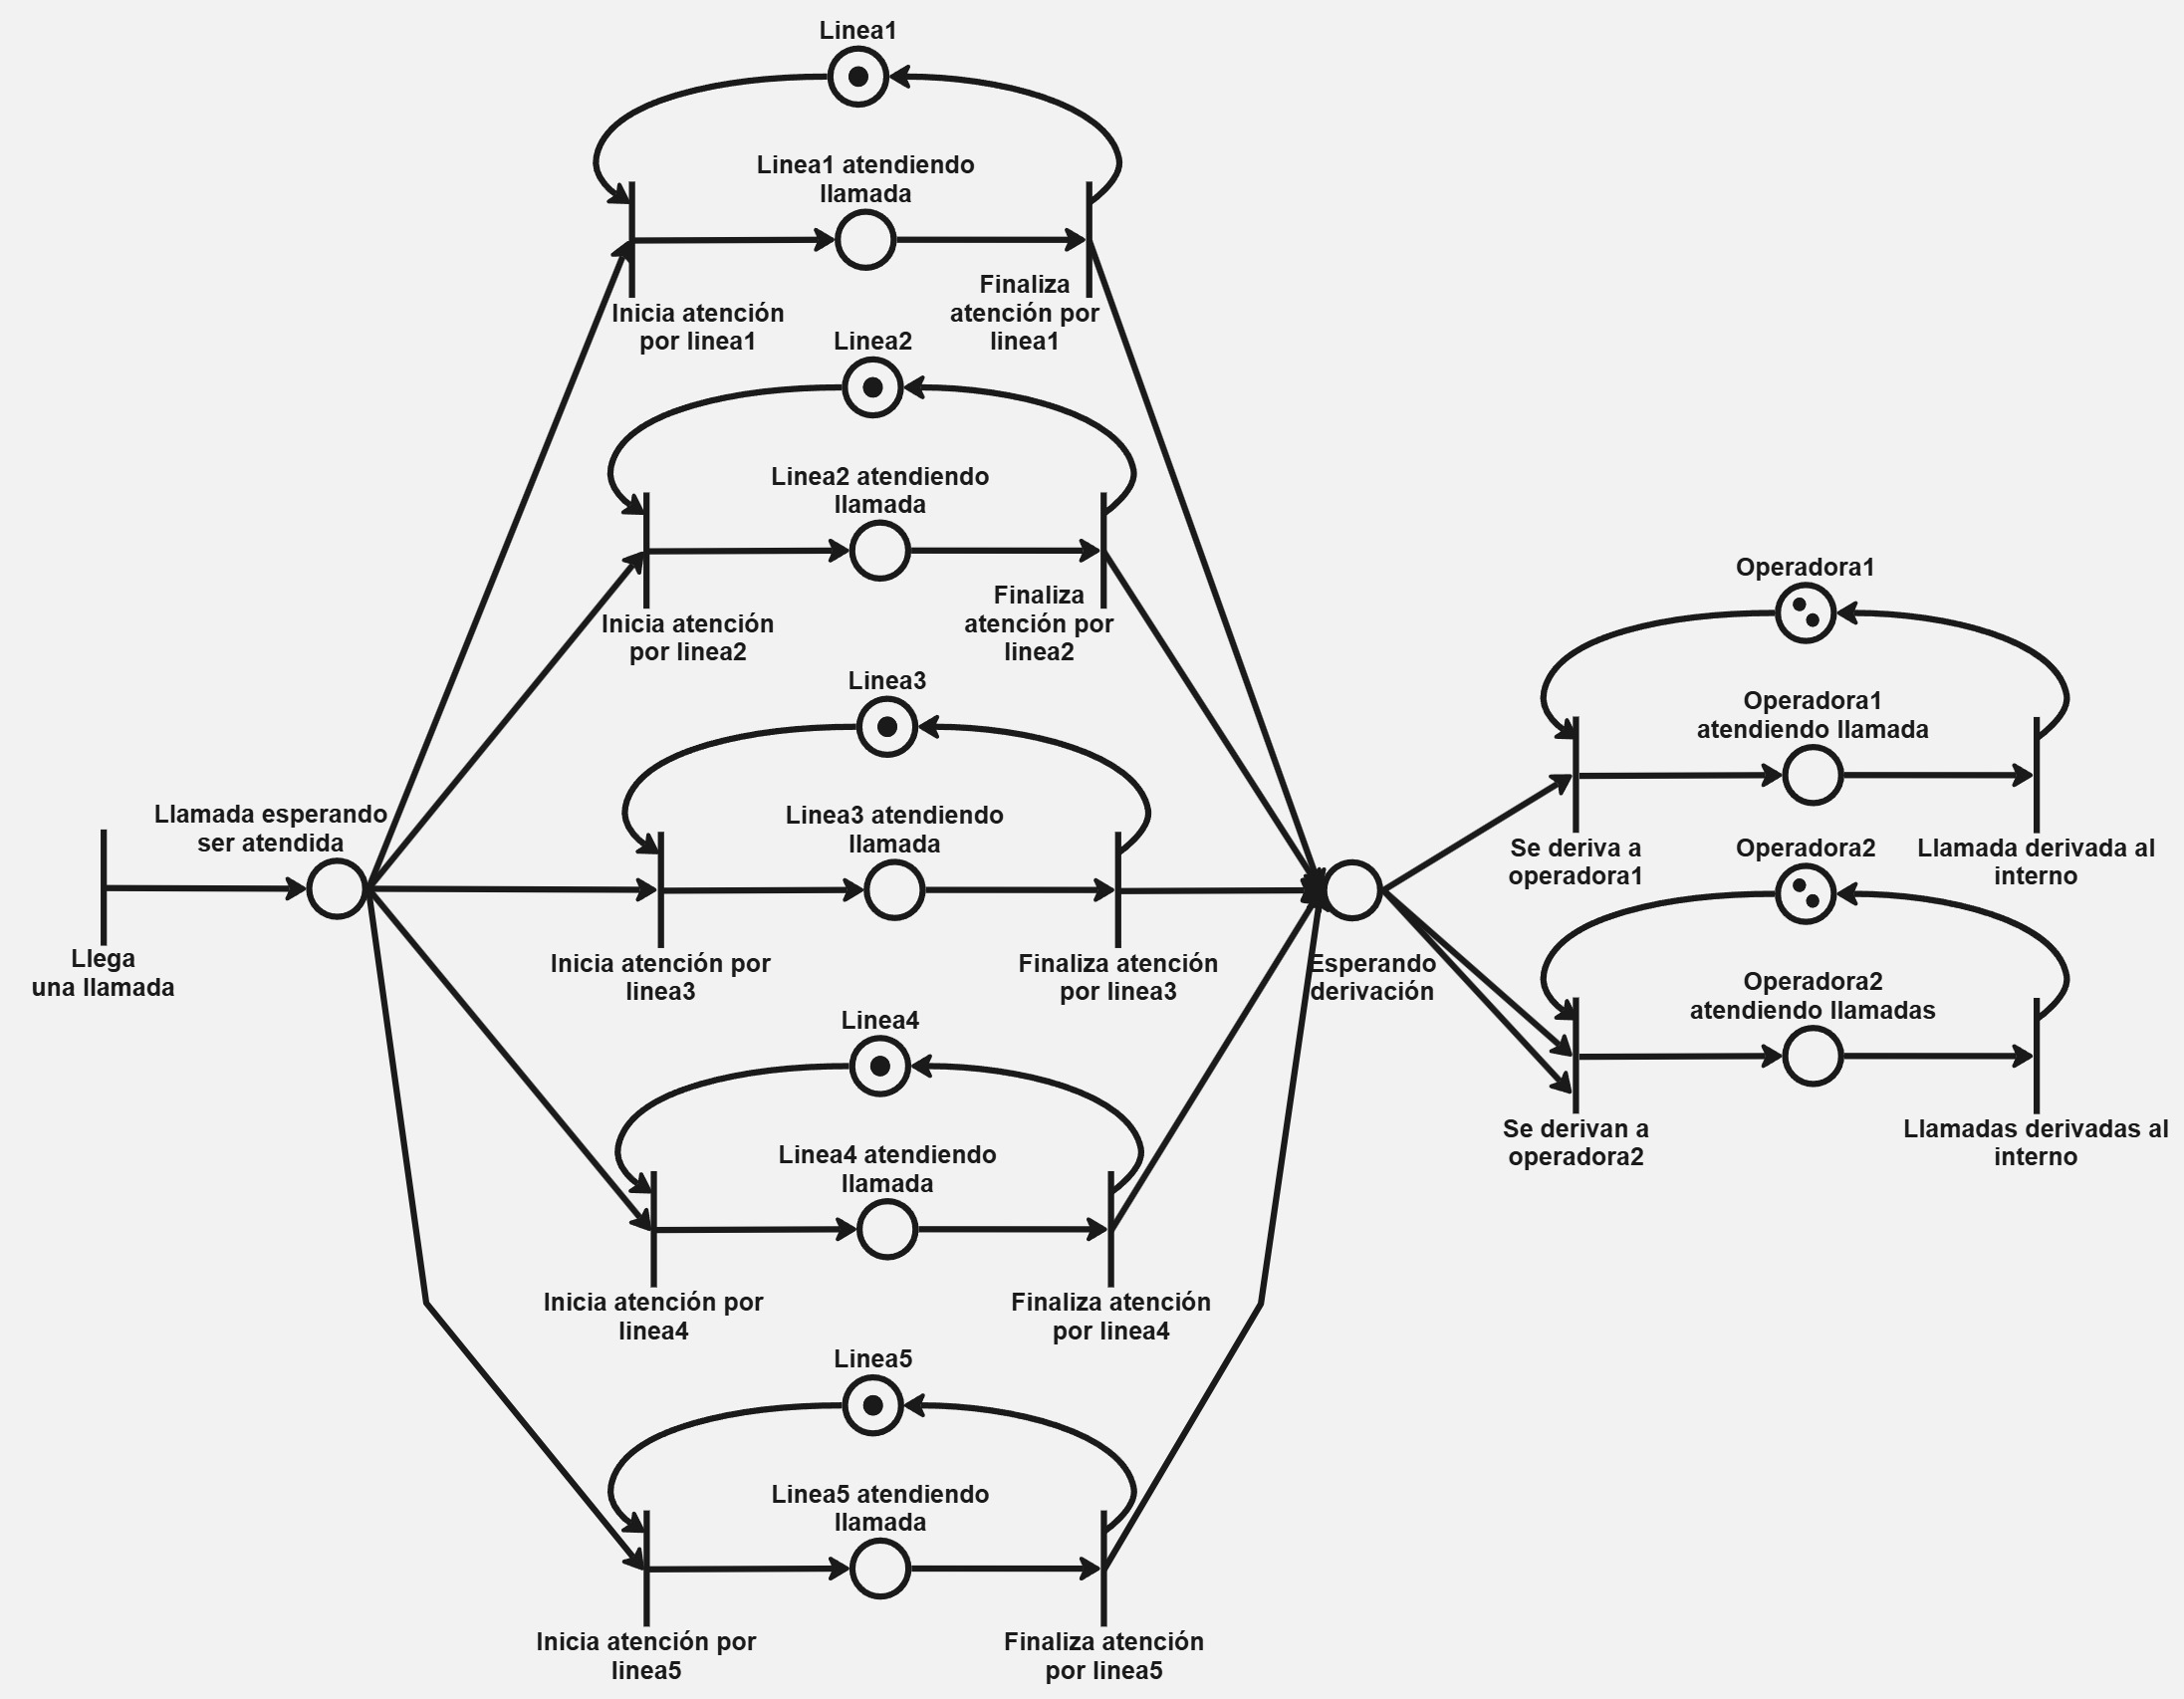 Linea1
Linea1 atendiendo
llamada
Inicia atención
por linea1
Finaliza
atención por
linea1
Linea2
Linea2 atendiendo
llamada
Inicia atención
por linea2
Finaliza
atención por
linea2
Linea3
Linea3 atendiendo
llamada
Inicia atención por
linea3
Finaliza atención
por linea3
Llamada esperando
ser atendida
Llega
una llamada
Esperando
derivación
Operadora1
Operadora1
atendiendo llamada
Se deriva a
operadora1
Llamada derivada al
interno
Operadora2
Operadora2
atendiendo llamadas
Se derivan a
operadora2
Llamadas derivadas al
interno
Linea4
Linea4 atendiendo
llamada
Inicia atención por
linea4
Finaliza atención
por linea4
Linea5
Linea5 atendiendo
llamada
Inicia atención por
linea5
Finaliza atención
por linea5